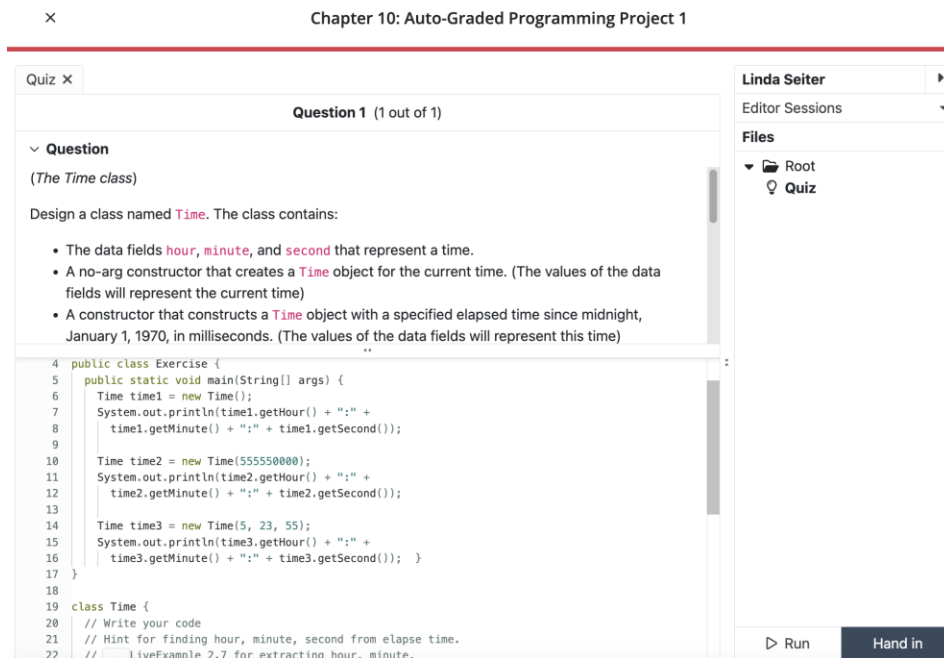 Chapter 10: Auto-Graded Programming Project 1
Quiz
Question 1 (1 out of 1)
Question
(The Time class)
Design a class named Time. The class contains:
• The data fields hour, minute, and second that represent a time.
• A no-arg constructor that creates a Time object for the current time. (The values of the data
fields will represent the current time)
• A constructor that constructs a Time object with a specified elapsed time since midnight,
January 1, 1970, in milliseconds. (The values of the data fields will represent this time)
4 public class Exercise {
5 public static void main(String[] args) {
6 Time time1 = new Time();
7 System.out.println(time1.getHour() + ":" +
8 time1.getMinute() + ":" + time1.getSecond());
9
10 Time time2 = new Time(555550000);
11 System.out.println(time2.getHour() + ":" +
12 time2.getMinute() + ":" + time2.getSecond());
13
14 Time time3 = new Time(5, 23, 55);
15 System.out.println(time3.getHour() + ":" +
16 time3.getMinute() + ":" + time3.getSecond()); }
17 }
18
19 class Time {
20 // Write your code
21 // Hint for finding hour, minute, second from elapse time.
22 // LiveExample 2.7 for extracting hour, minute,
Linda Seiter
Editor Sessions
Files
Root
Quiz
Run
Hand in